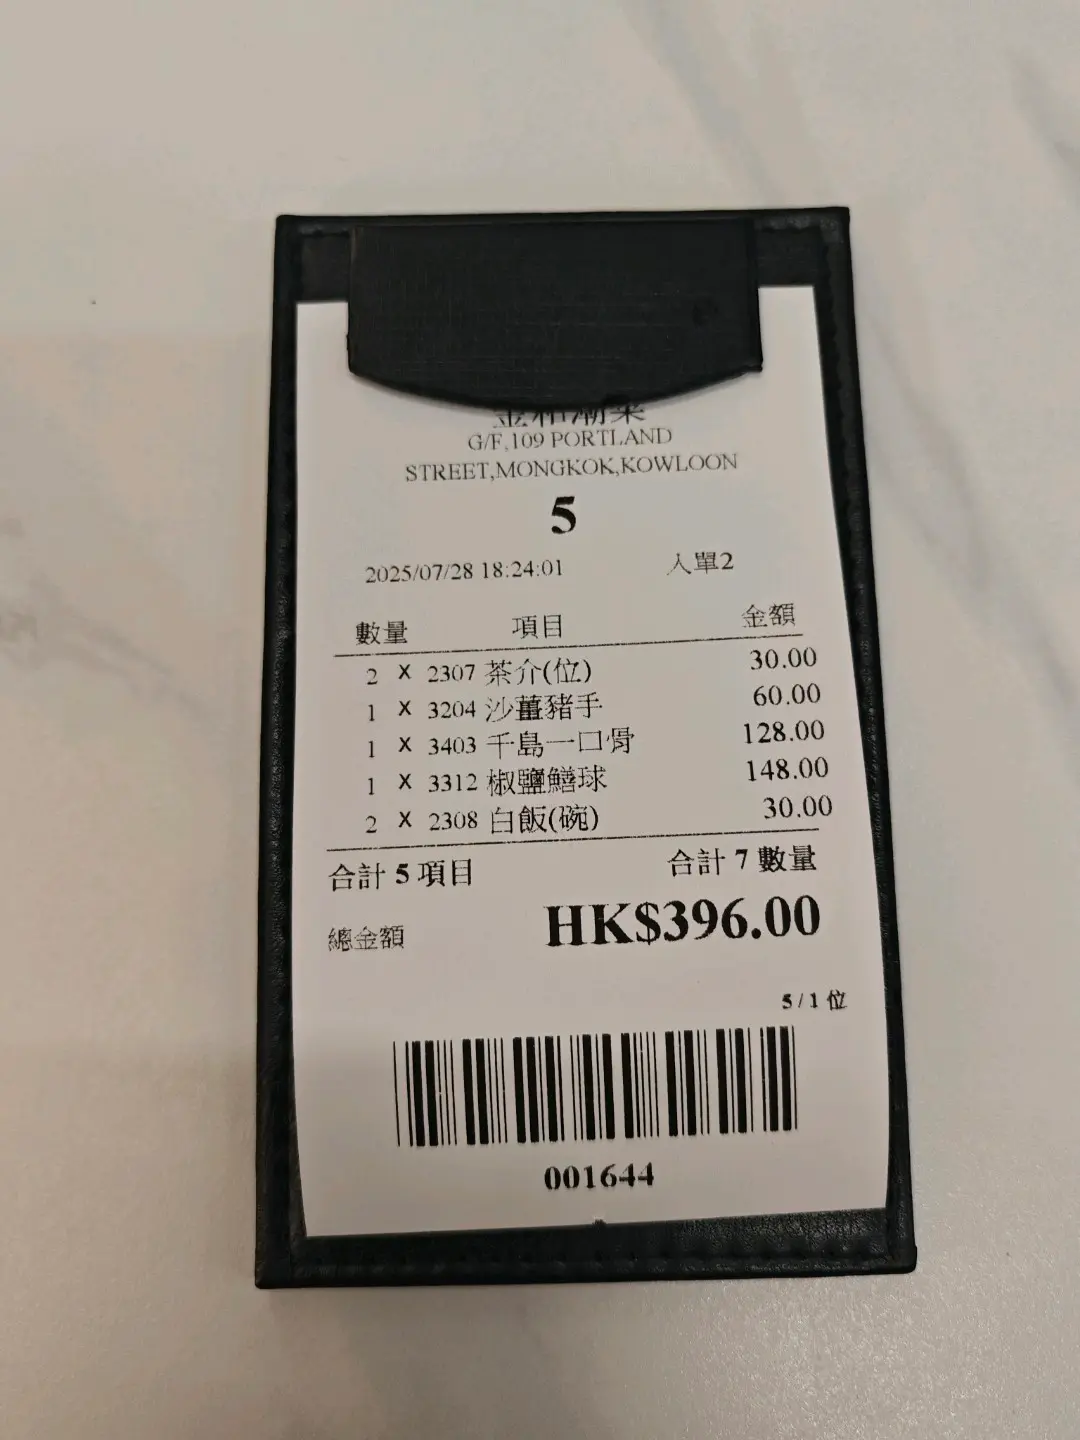 金和潮菜
G/F,109 PORTLAND
STREET,MONGKOK,KOWLOON
5
2025/07/28 18:24:01 入單2
數量 項目 金額
2 X 2307 茶介(位) 30.00
1 X 3204 沙薑豬手 60.00
1 X 3403 千島一口骨 128.00
1 X 3312 椒鹽鱔球 148.00
2 X 2308 白飯(碗) 30.00
合計 5 項目 合計 7 數量
總金額 HK$396.00
5 / 1 位
001644